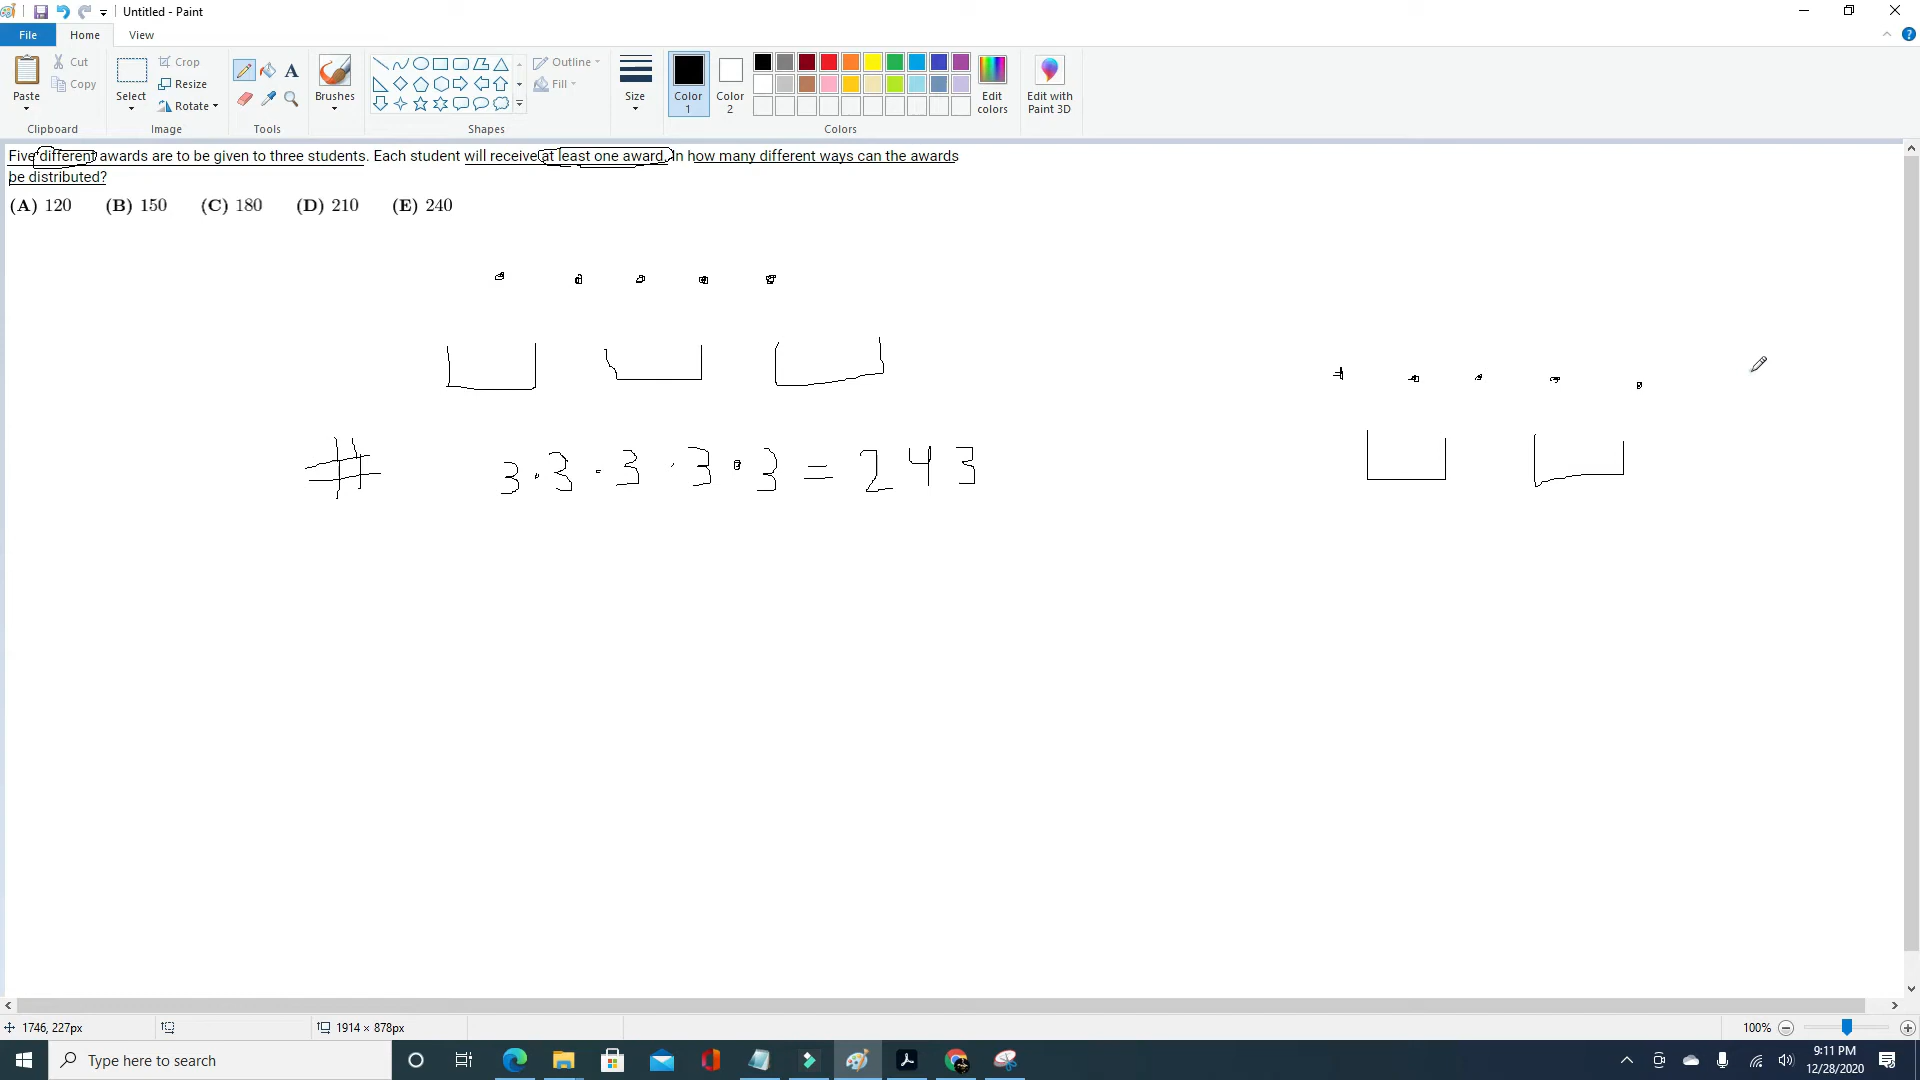 Untitled - Paint
File
Home
View
Paste
Cut
Copy
Clipboard
Select
Crop
Resize
Rotate
Image
Tools
Brushes
Shapes
Outline
Fill
Size
Color 1
Color 2
Edit colors
Edit with Paint 3D
Colors
Five different awards are to be given to three students. Each student will receive at least one award. In how many different ways can the awards
be distributed?
(A) 120 (B) 150 (C) 180 (D) 210 (E) 240
# 3 · 3 · 3 · 3 · 3 = 243
1746, 227px
1914 × 878px
100%
Type here to search
9:11 PM
12/28/2020